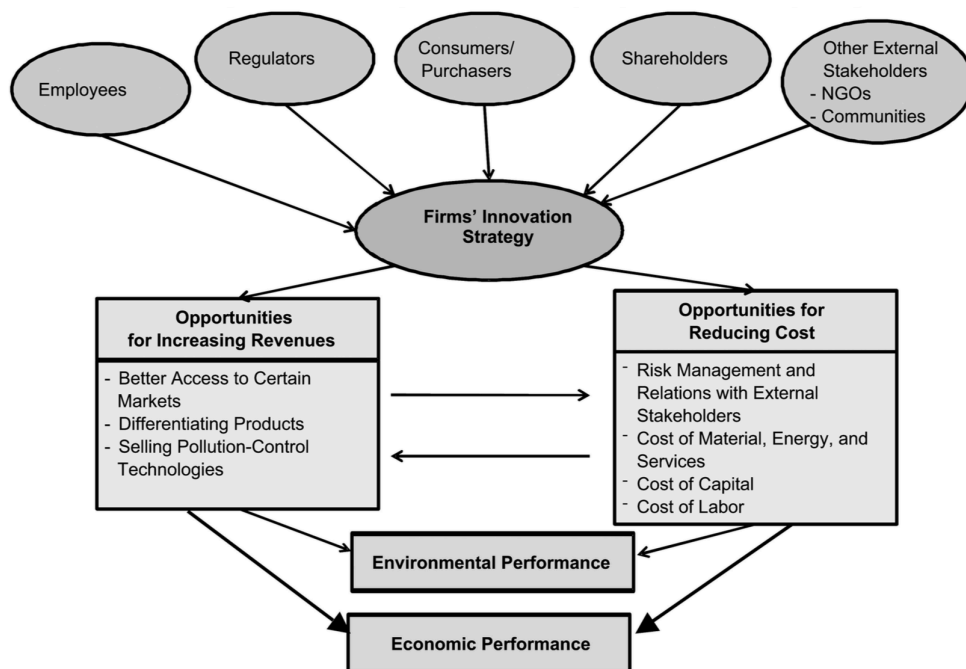 Employees
Regulators
Consumers/
Purchasers
Shareholders
Other External
Stakeholders
- NGOs
- Communities
Firms’ Innovation
Strategy
Opportunities
for Increasing Revenues
- Better Access to Certain
Markets
- Differentiating Products
- Selling Pollution-Control
Technologies
Opportunities for
Reducing Cost
- Risk Management and
Relations with External
Stakeholders
- Cost of Material, Energy, and
Services
- Cost of Capital
- Cost of Labor
Environmental Performance
Economic Performance